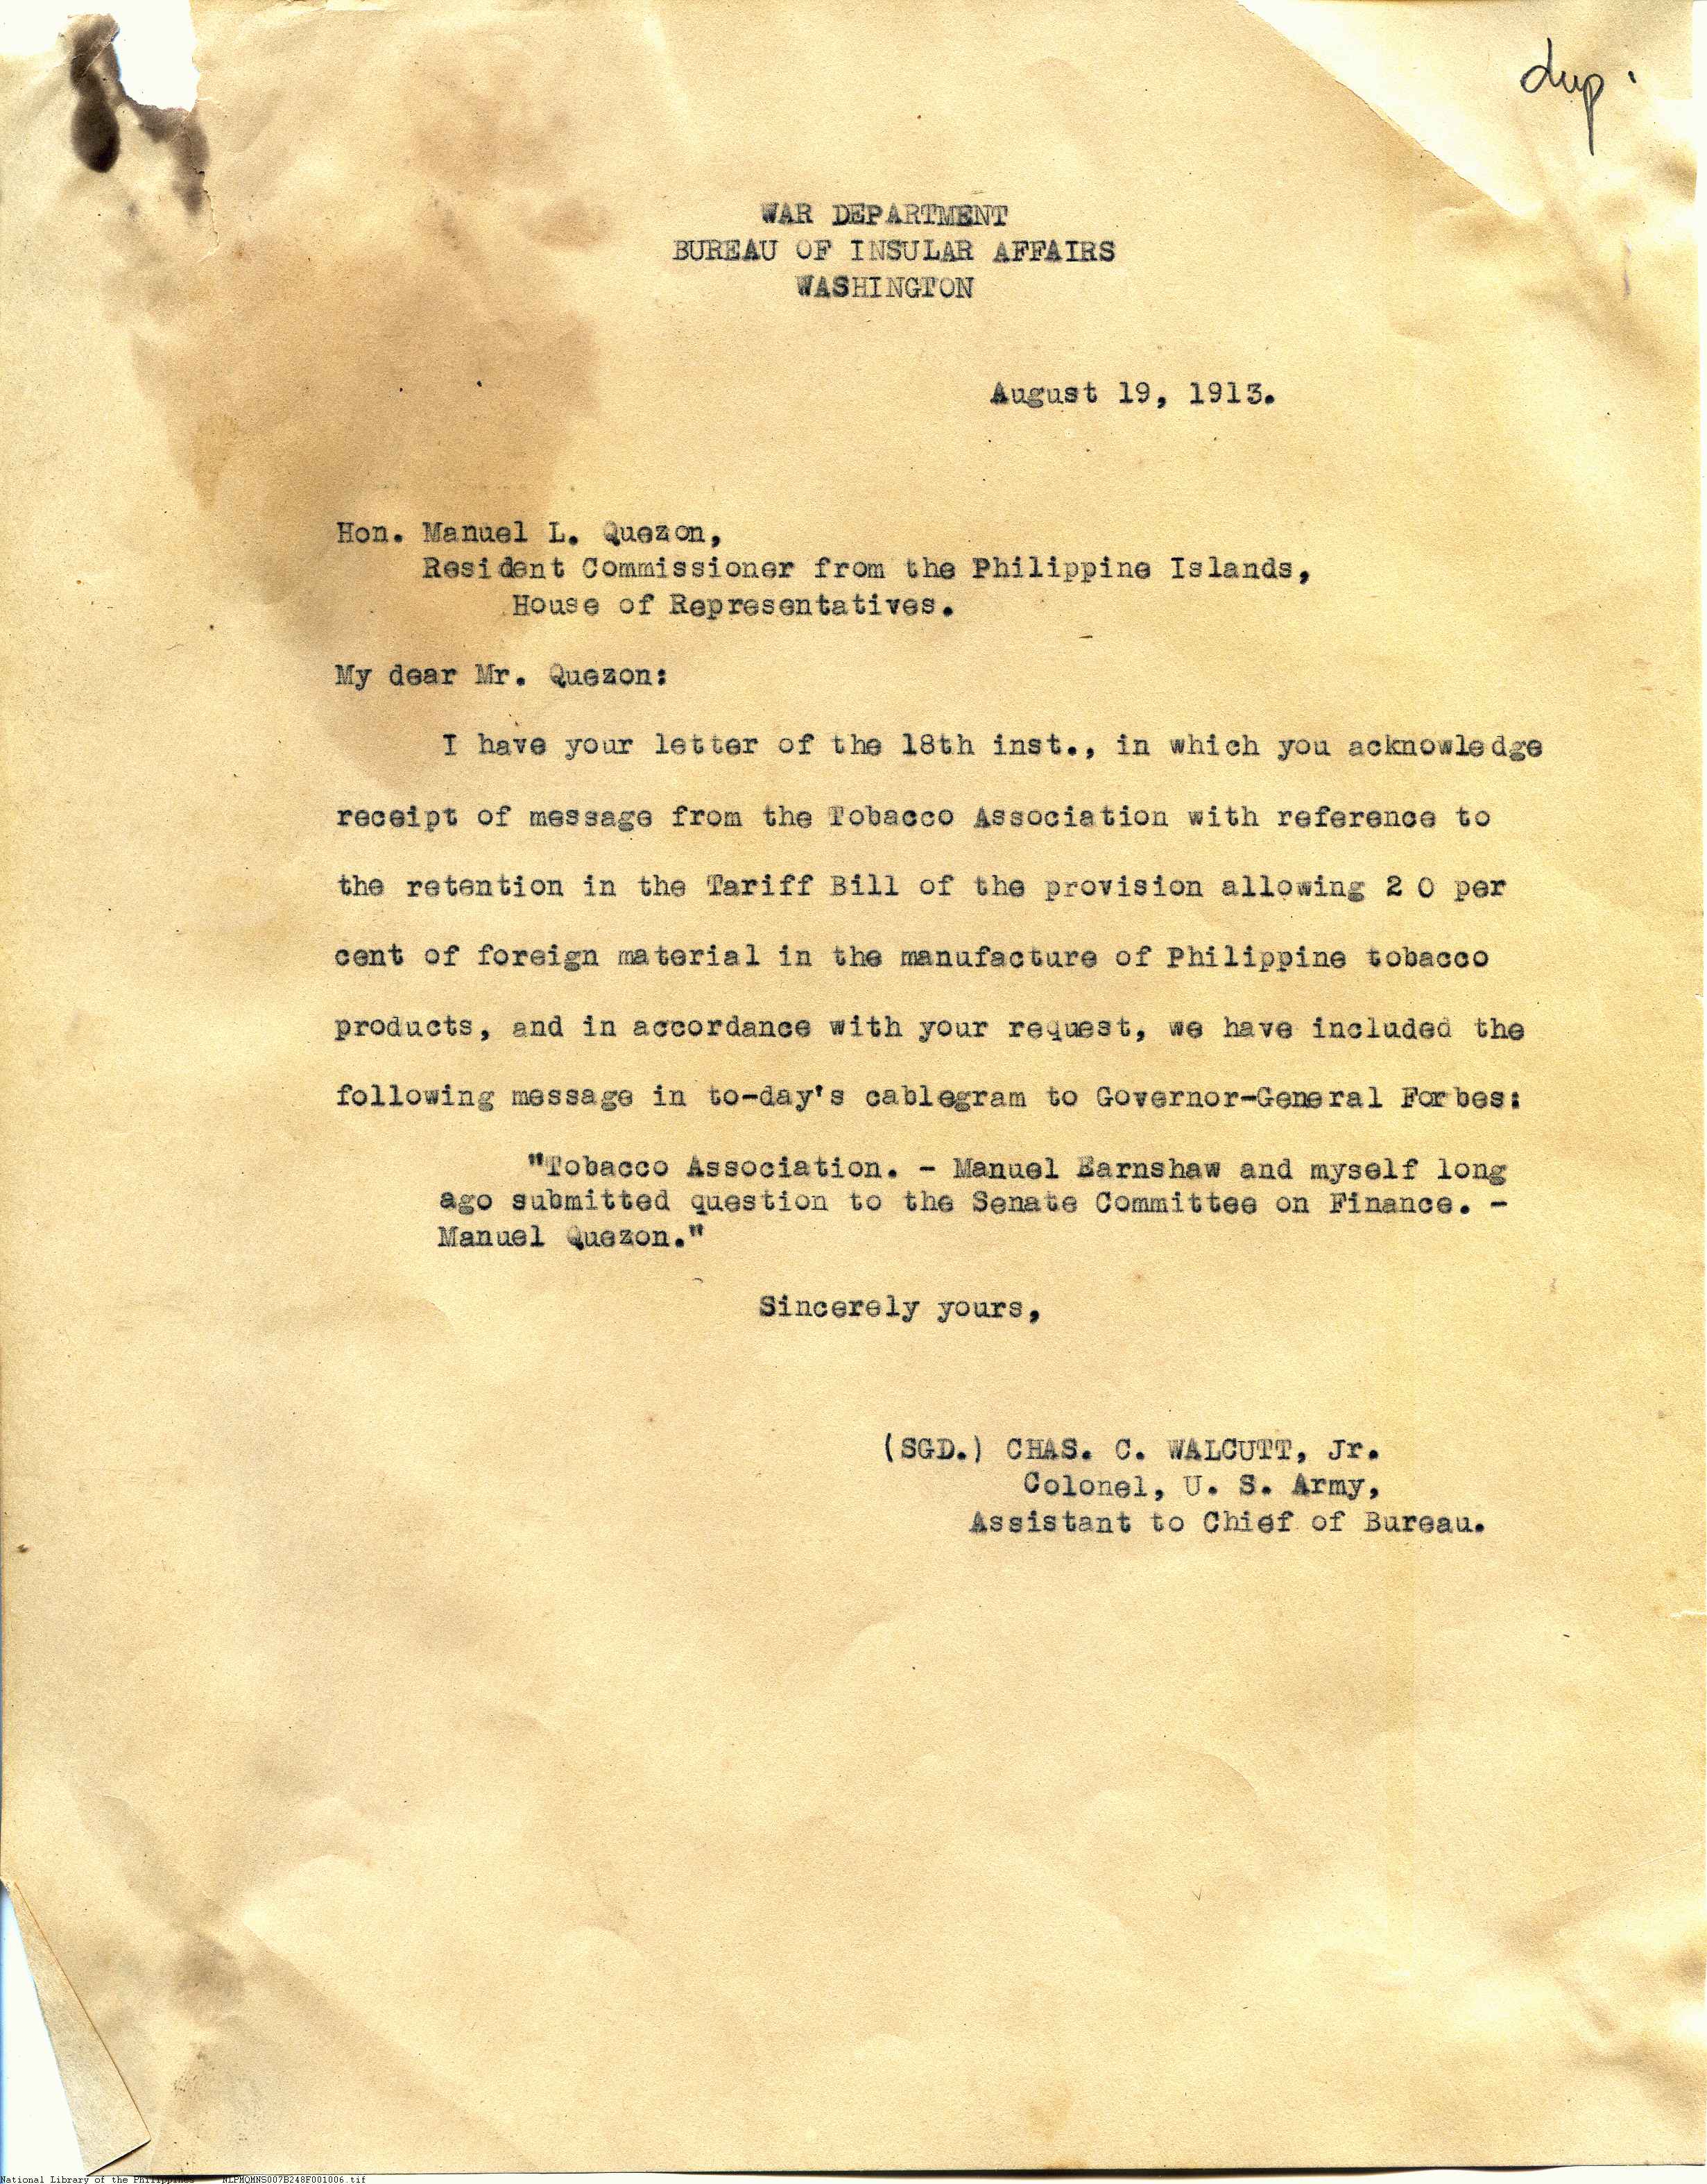 dup.
WAR DEPARTMENT
BUREAU OF INSULAR AFFAIRS
WASHINGTON
August 19, 1913.
Hon. Manuel L. Quezon,
Resident Commissioner from the Philippine Islands,
House of Representatives.
My dear Mr. Quezon:
I have your letter of the 18th inst., in which you acknowledge
receipt of message from the Tobacco Association with reference to
the retention in the Tariff Bill of the provision allowing 2 0 per
cent of foreign material in the manufacture of Philippine tobacco
products, and in accordance with your request, we have included the
following message in to-day's cablegram to Governor-General Forbes:
"Tobacco Association. - Manuel Earnshaw and myself long
ago submitted question to the Senate Committee on Finance. -
Manuel Quezon."
Sincerely yours,
(SGD.) CHAS. C. WALCUTT, Jr.
Colonel, U. S. Army,
Assistant to Chief of Bureau.
National Library of the Philippines NLPMQMNS007B248F001006.tif